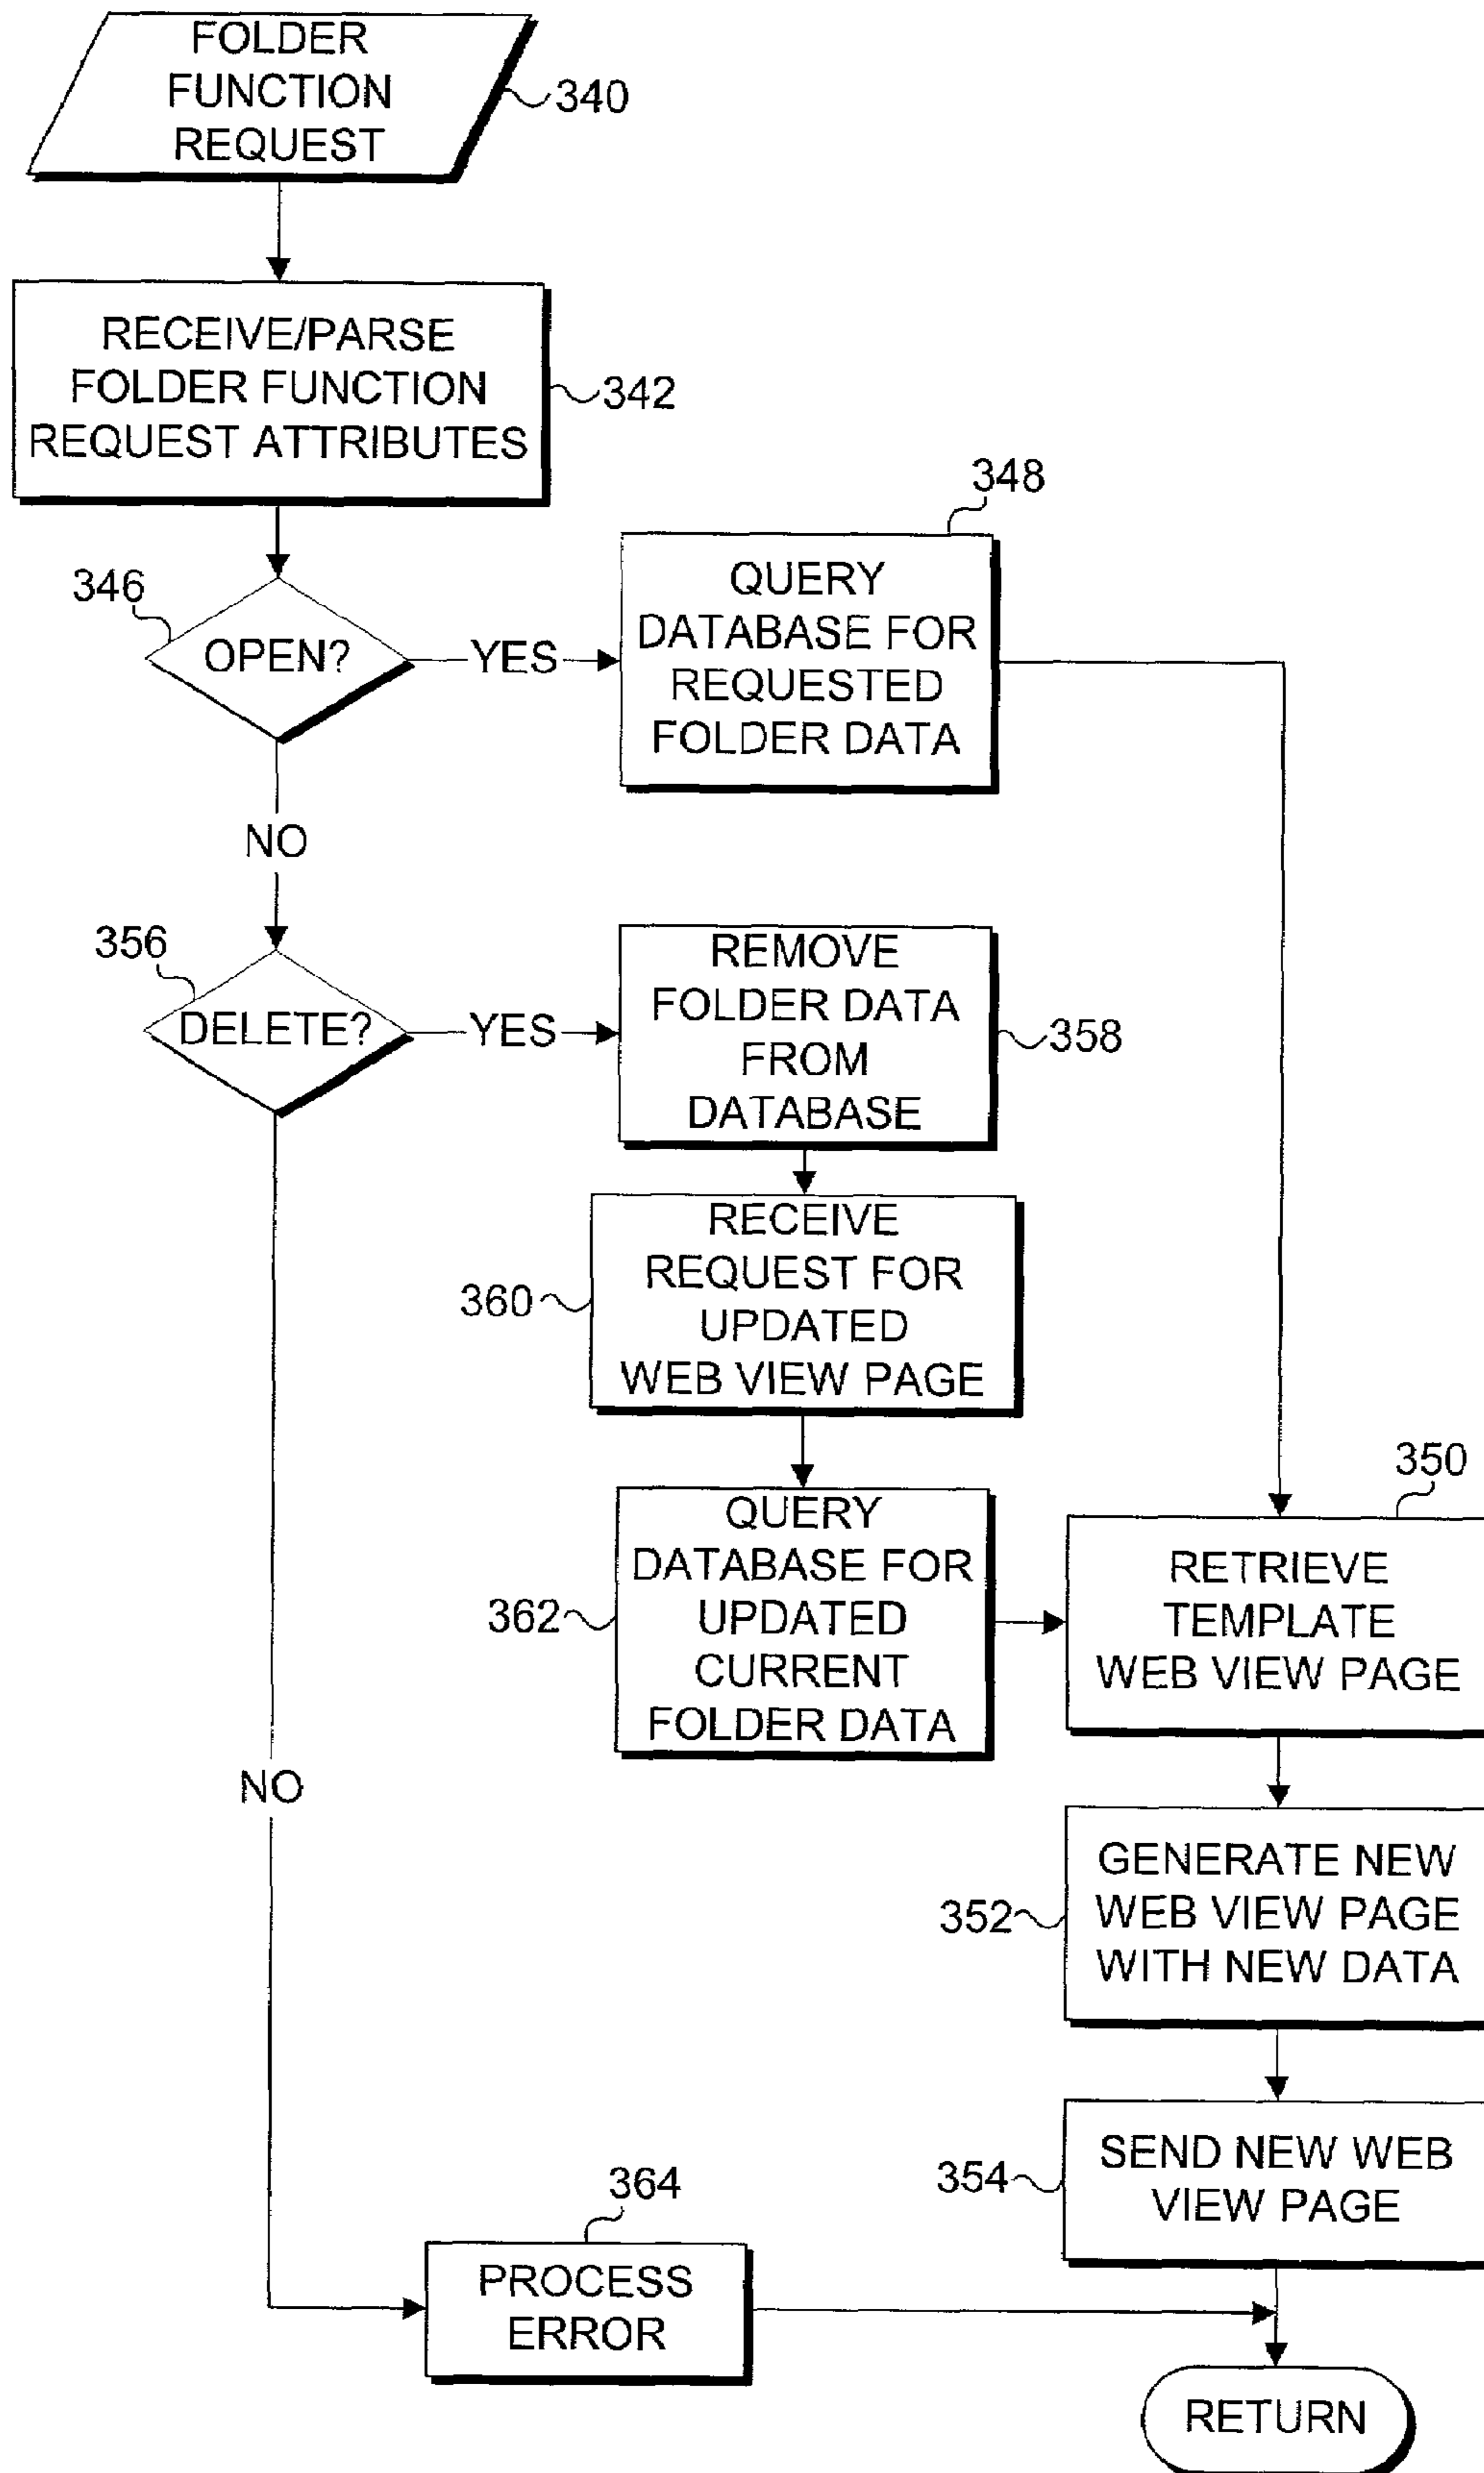 FOLDER
FUNCTION
REQUEST
340
RECEIVE/PARSE
FOLDER FUNCTION
REQUEST ATTRIBUTES
342
346
OPEN?
YES
348
QUERY
DATABASE FOR
REQUESTED
FOLDER DATA
NO
356
DELETE?
YES
REMOVE
FOLDER DATA
FROM
DATABASE
358
RECEIVE
REQUEST FOR
UPDATED
WEB VIEW PAGE
360
QUERY
DATABASE FOR
UPDATED
CURRENT
FOLDER DATA
362
350
RETRIEVE
TEMPLATE
WEB VIEW PAGE
NO
GENERATE NEW
WEB VIEW PAGE
WITH NEW DATA
352
SEND NEW WEB
VIEW PAGE
354
364
PROCESS
ERROR
RETURN